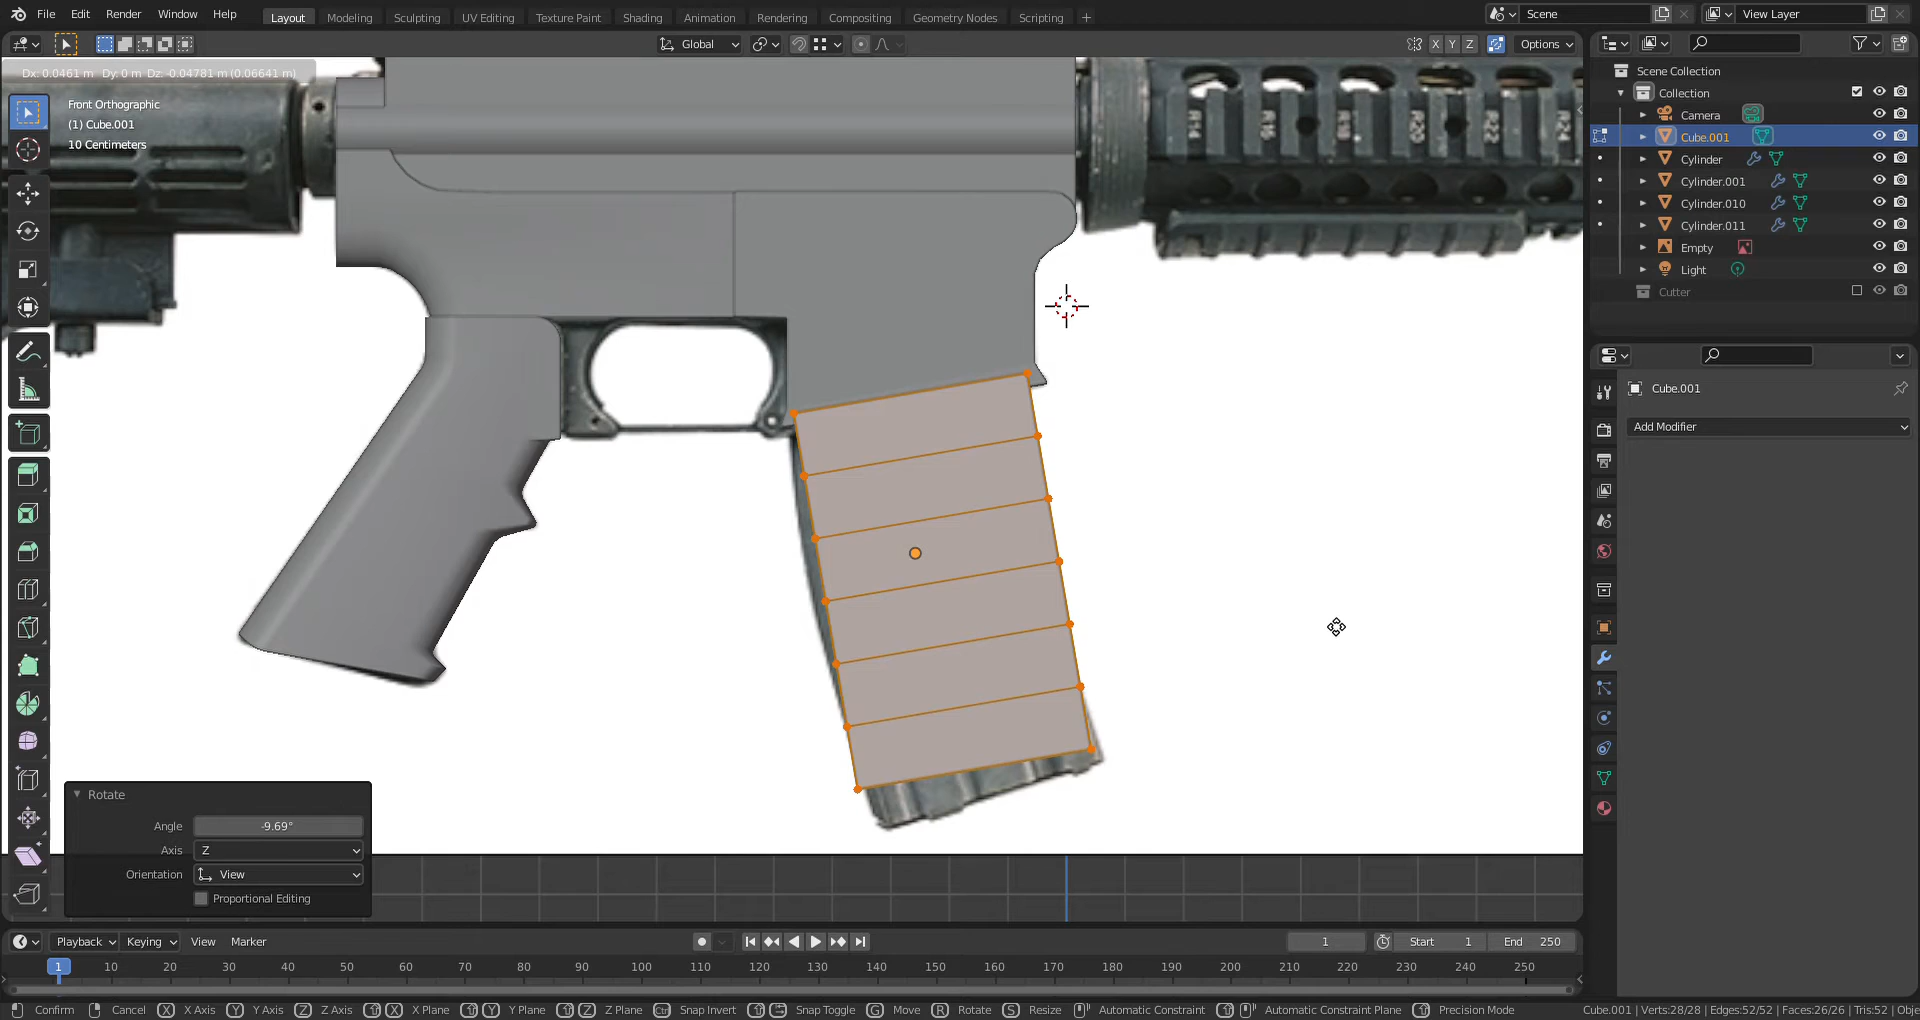 File Edit Render Window Help
Layout Modeling Sculpting UV Editing Texture Paint Shading Animation Rendering Compositing Geometry Nodes Scripting +
Scene
View Layer
Global
X Y Z
Options
Dx: 0.0461 m Dy: 0 m Dz: -0.04781 m (0.06641 m)
Front Orthographic
(1) Cube.001
10 Centimeters
R14 R16 R18 R20 R22 R24
Scene Collection
Collection
Camera
Cube.001
Cylinder
Cylinder.001
Cylinder.010
Cylinder.011
Empty
Light
Cutter
Cube.001
Add Modifier
Rotate
Angle -9.69°
Axis Z
Orientation View
Proportional Editing
Playback Keying View Marker
1 Start 1 End 250
1 10 20 30 40 50 60 70 80 90 100 110 120 130 140 150 160 170 180 190 200 210 220 230 240 250
Confirm Cancel X X Axis Y Y Axis Z Z Axis X X Plane Y Y Plane Z Z Plane Ctrl Snap Invert Snap Toggle G Move R Rotate S Resize Automatic Constraint Automatic Constraint Plane Precision Mode Cube.001 | Verts:28/28 | Edges:52/52 | Faces:26/26 | Tris:52 | Obje